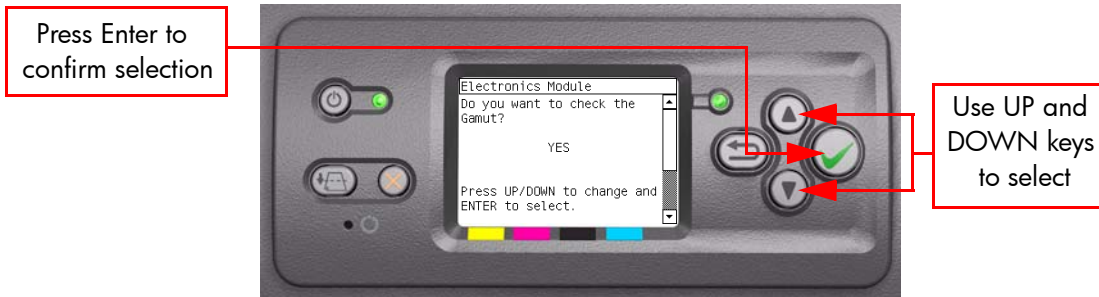 Press Enter to
confirm selection
Electronics Module
Do you want to check the
Gamut?
YES
Press UP/DOWN to change and
ENTER to select.
Use UP and
DOWN keys
to select